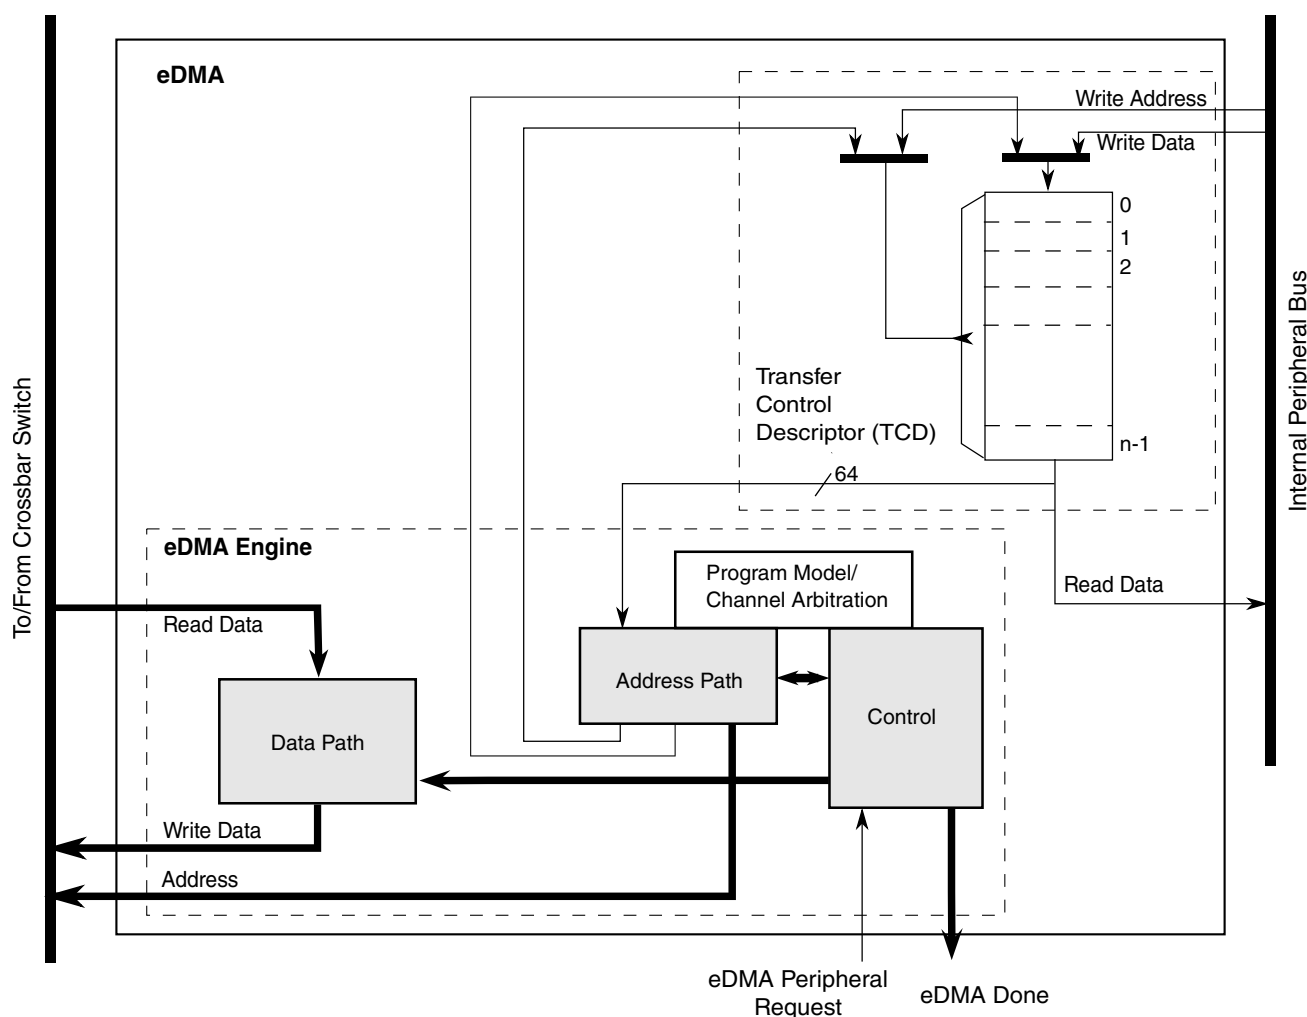 eDMA
Write Address
Write Data
0
1
2
n-1
Transfer
Control
Descriptor (TCD)
64
To/From Crossbar Switch
Internal Peripheral Bus
eDMA Engine
Program Model/
Channel Arbitration
Read Data
Read Data
Address Path
Control
Data Path
Write Data
Address
eDMA Peripheral
Request
eDMA Done